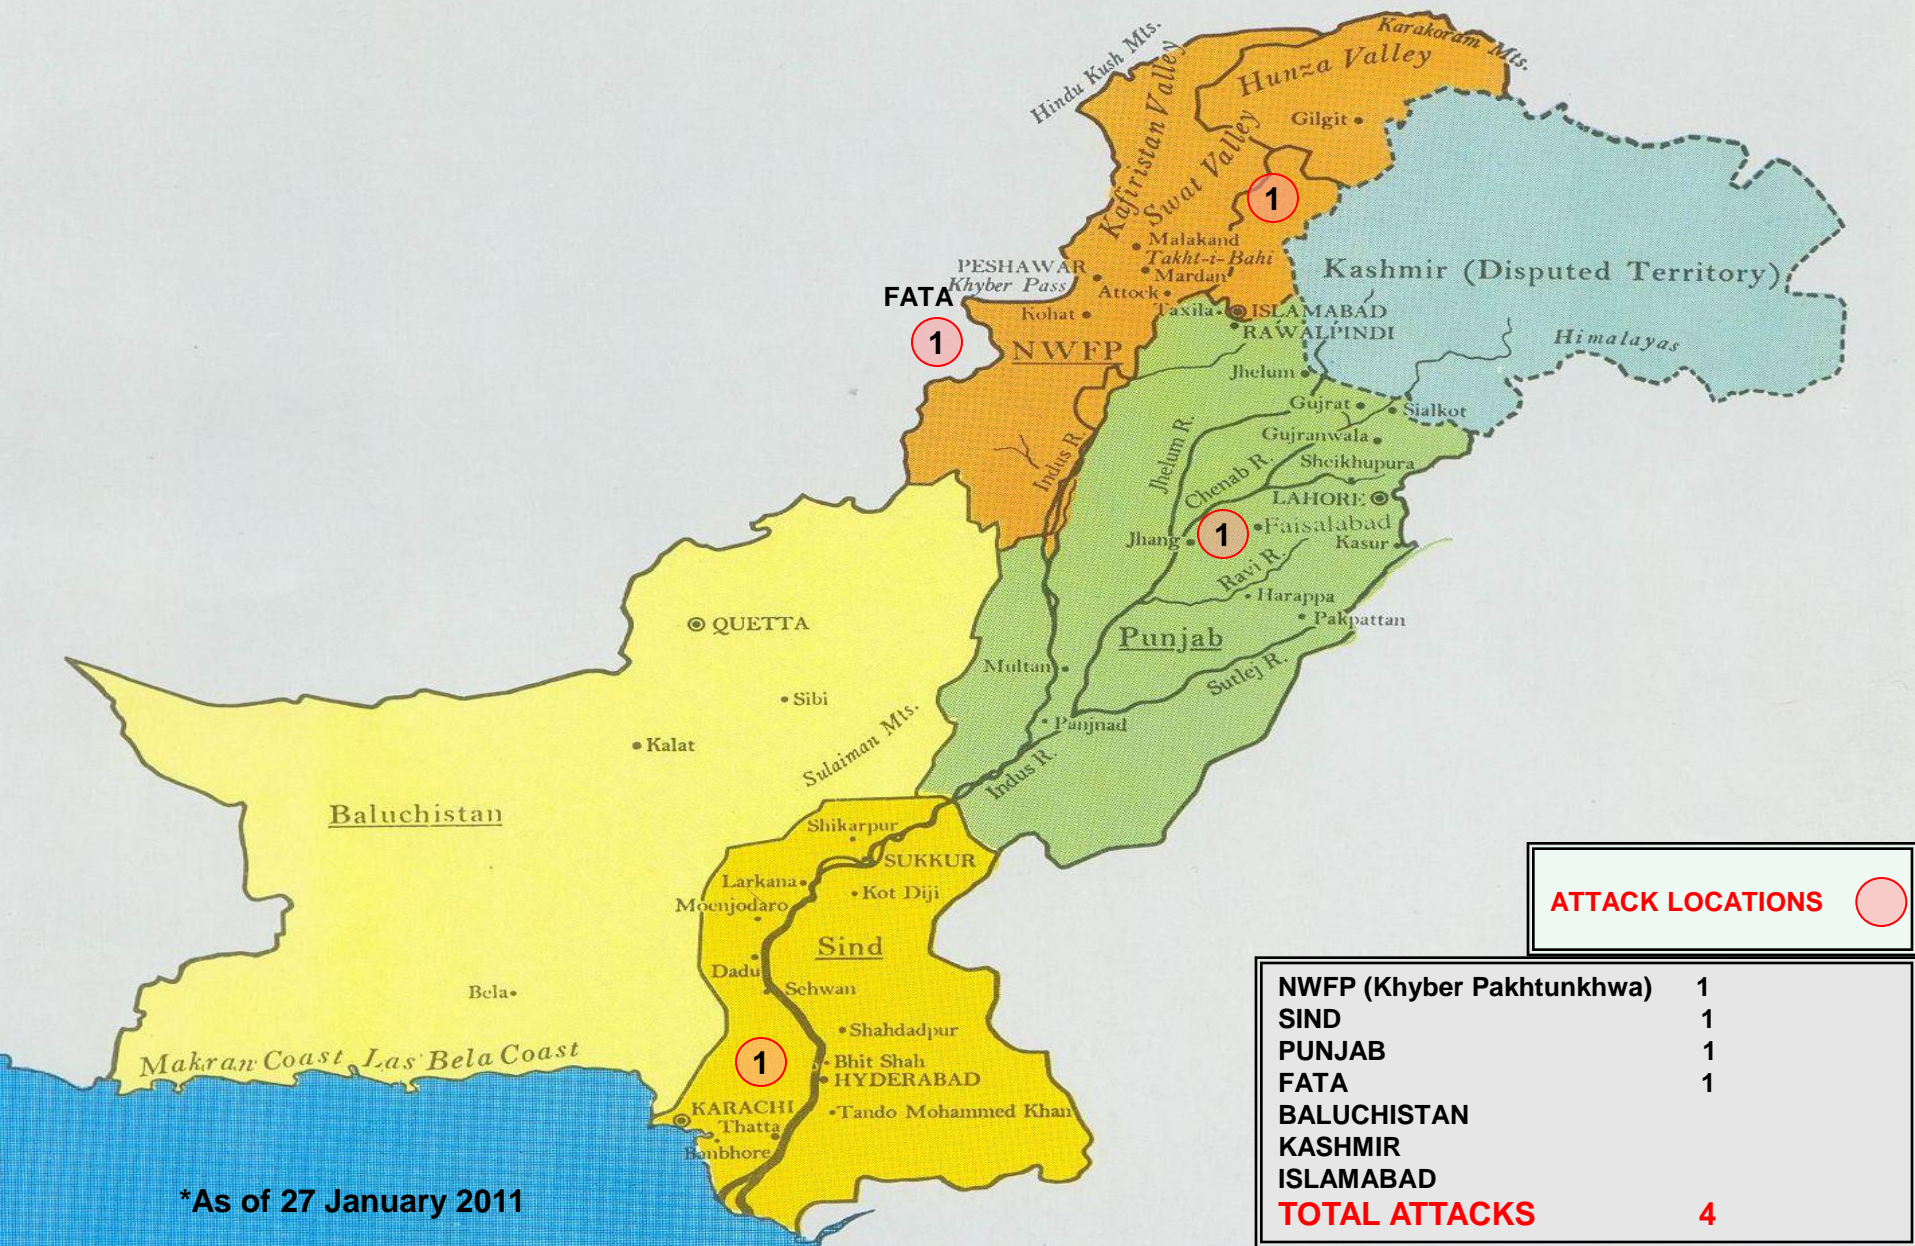 Karakoram Mts.
Hindu Kush Mts.
Hunza Valley
Gilgit
Kafiristan Valley
Swat Valley
1
Malakand
Takht-i-Bahi
Mardan
PESHAWAR
Khyber Pass
Attock
FATA
1
Kohat
Taxila
ISLAMABAD
RAWALPINDI
NWFP
Kashmir (Disputed Territory)
Himalayas
Jhelum
Gujrat
Sialkot
Gujranwala
Jhelum R.
Chenab R.
Sheikhupura
Indus R.
LAHORE
1
Faisalabad
Jhang
Kasur
Ravi R.
Harappa
Pakpattan
QUETTA
Punjab
Multan
Sutlej R.
Sibi
Panjnad
Kalat
Sulaiman Mts.
Indus R.
Baluchistan
Shikarpur
SUKKUR
Larkana
Kot Diji
Moenjodaro
Sind
Dadu
Sehwan
Bela
Shahdadpur
Makran Coast Las Bela Coast
1
Bhit Shah
HYDERABAD
KARACHI
Tando Mohammed Khan
Thatta
Banbhore
*As of 27 January 2011
ATTACK LOCATIONS
NWFP (Khyber Pakhtunkhwa) 1
SIND 1
PUNJAB 1
FATA 1
BALUCHISTAN
KASHMIR
ISLAMABAD
TOTAL ATTACKS 4